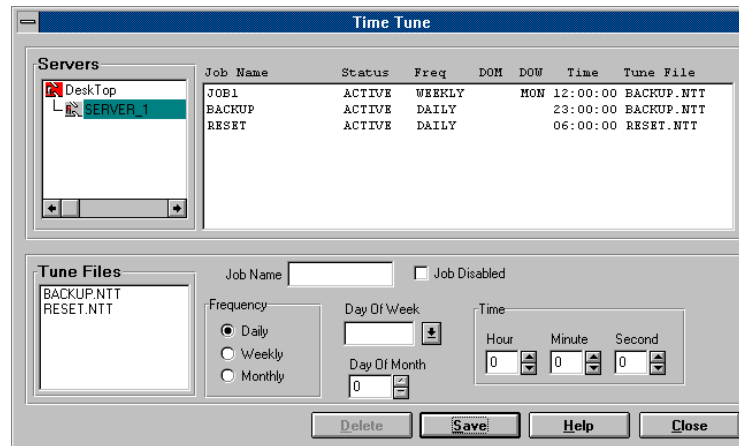 Time Tune
Servers
DeskTop
SERVER_1
Job Name Status Freq DOM DOW Time Tune File
JOB1 ACTIVE WEEKLY MON 12:00:00 BACKUP.NTT
BACKUP ACTIVE DAILY 23:00:00 BACKUP.NTT
RESET ACTIVE DAILY 06:00:00 RESET.NTT
Tune Files
BACKUP.NTT
RESET.NTT
Job Name Job Disabled
Frequency
Daily
Weekly
Monthly
Day Of Week
Day Of Month
0
Time
Hour Minute Second
0 0 0
Delete Save Help Close